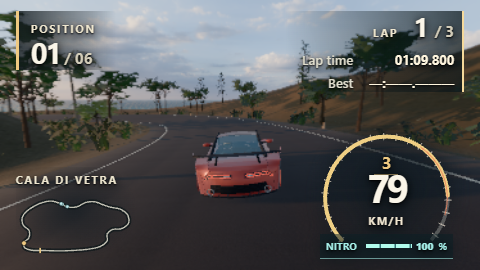 POSITION
01 / 06
LAP 1 / 3
Lap time 01:09.800
Best --:--.---
CALA DI VETRA
3
79
KM/H
NITRO 100 %